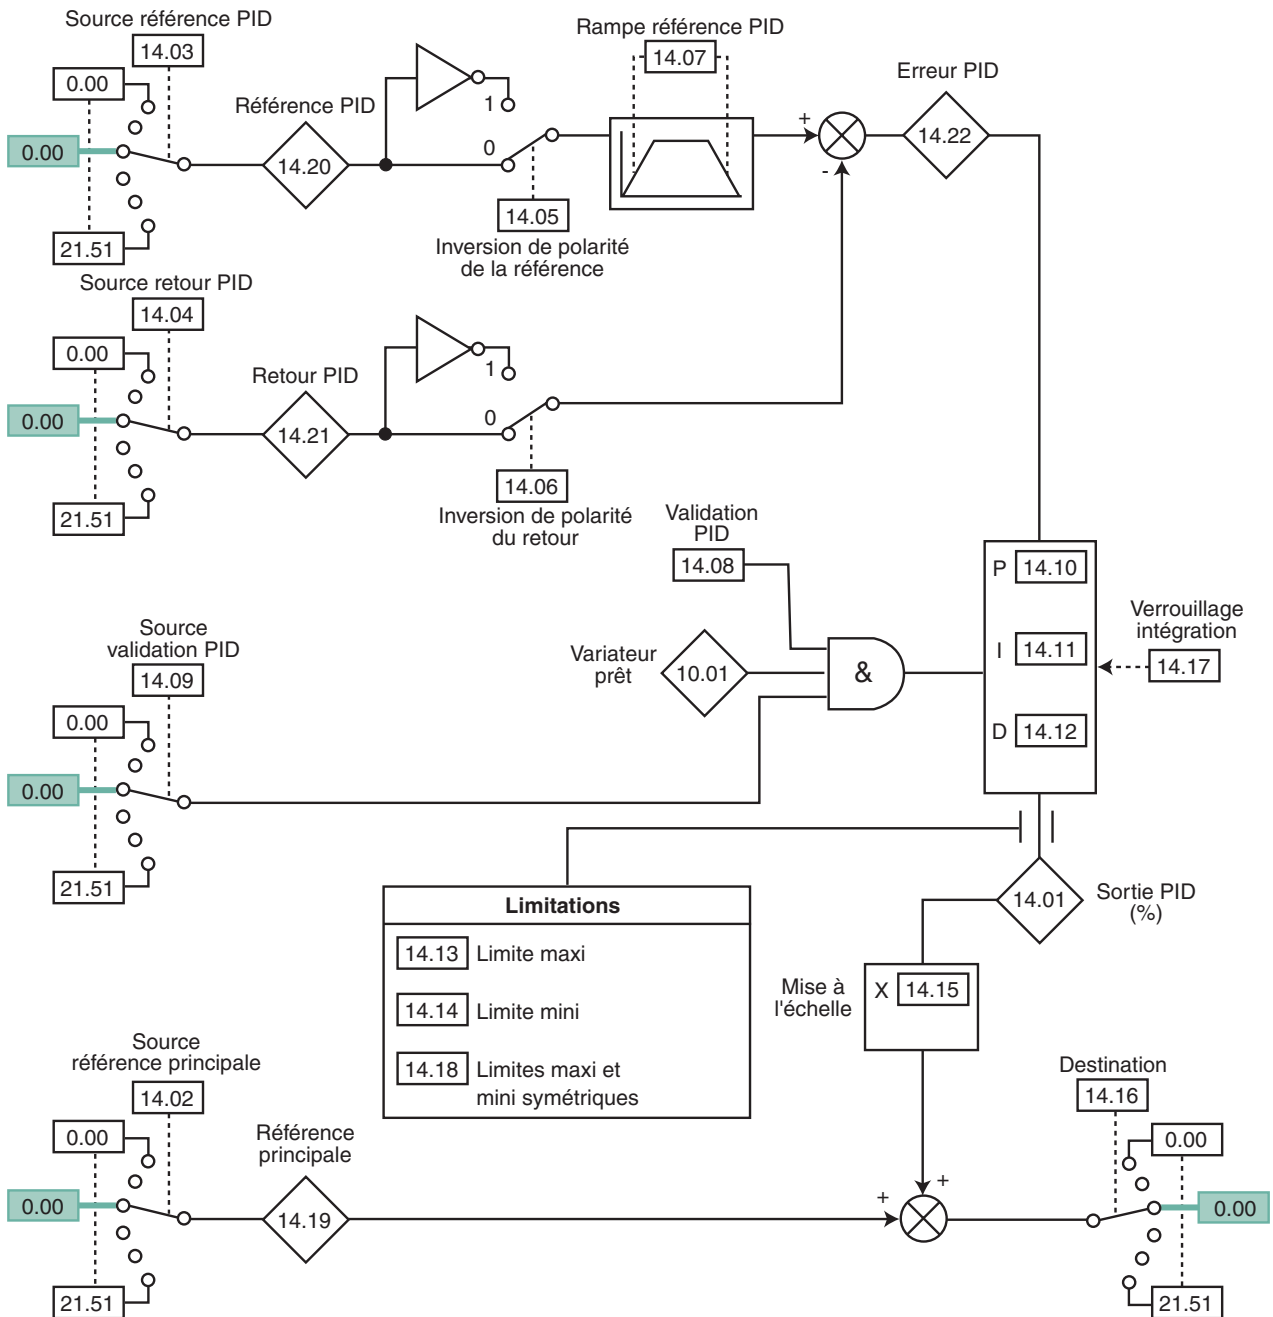 Source référence PID
14.03
0.00
0.00
21.51
Référence PID
14.20
1
0
14.05
Inversion de polarité
de la référence
Rampe référence PID
14.07
+
-
Erreur PID
14.22
Source retour PID
14.04
0.00
0.00
21.51
Retour PID
14.21
1
0
14.06
Inversion de polarité
du retour
Validation
PID
14.08
Variateur
prêt
10.01
&
Source
validation PID
14.09
0.00
0.00
21.51
P 14.10
I 14.11
D 14.12
Verrouillage
intégration
14.17
Limitations
14.13 Limite maxi
14.14 Limite mini
14.18 Limites maxi et
mini symétriques
14.01
Sortie PID
(%)
Mise à
l'échelle
X 14.15
Source
référence principale
14.02
0.00
0.00
21.51
Référence
principale
14.19
+
+
Destination
14.16
0.00
0.00
21.51